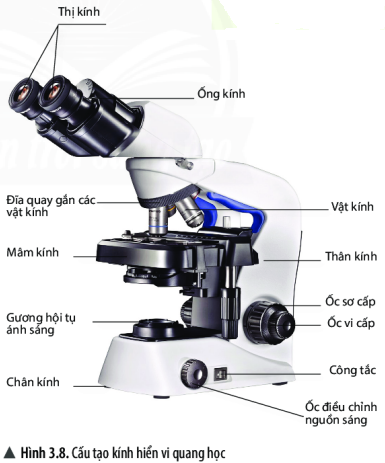 Thị kính
Ống kính
Đĩa quay gắn các
vật kính
Vật kính
Mâm kính
Thân kính
Ốc sơ cấp
Gương hội tụ
ánh sáng
Ốc vi cấp
Công tắc
Chân kính
Ốc điều chỉnh
nguồn sáng
▲ Hình 3.8. Cấu tạo kính hiển vi quang học